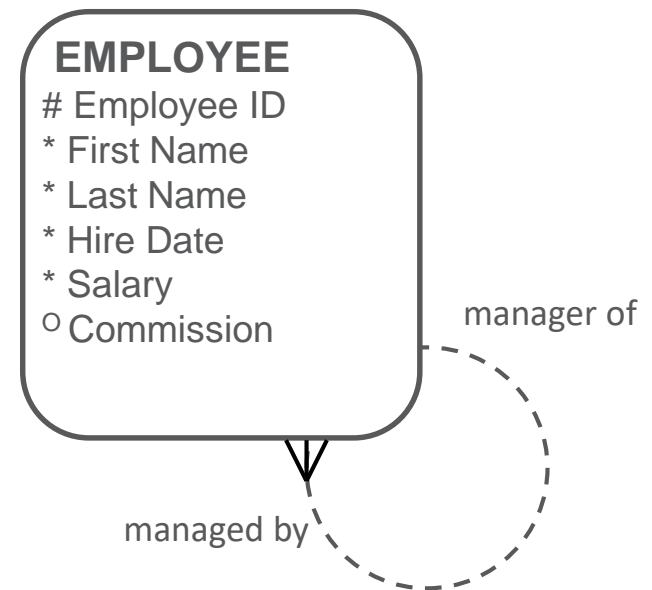 EMPLOYEE
# Employee ID
* First Name
* Last Name
* Hire Date
* Salary
O Commission
manager of
managed by